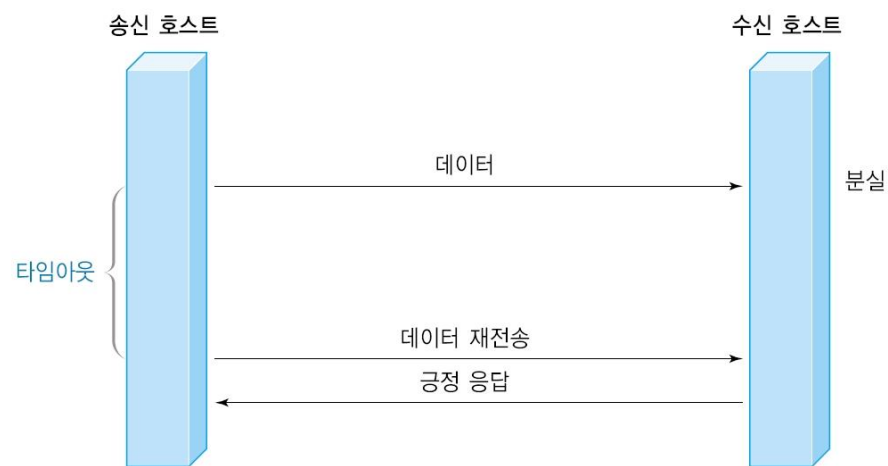 송신 호스트
수신 호스트
데이터
분실
타임아웃
데이터 재전송
긍정 응답